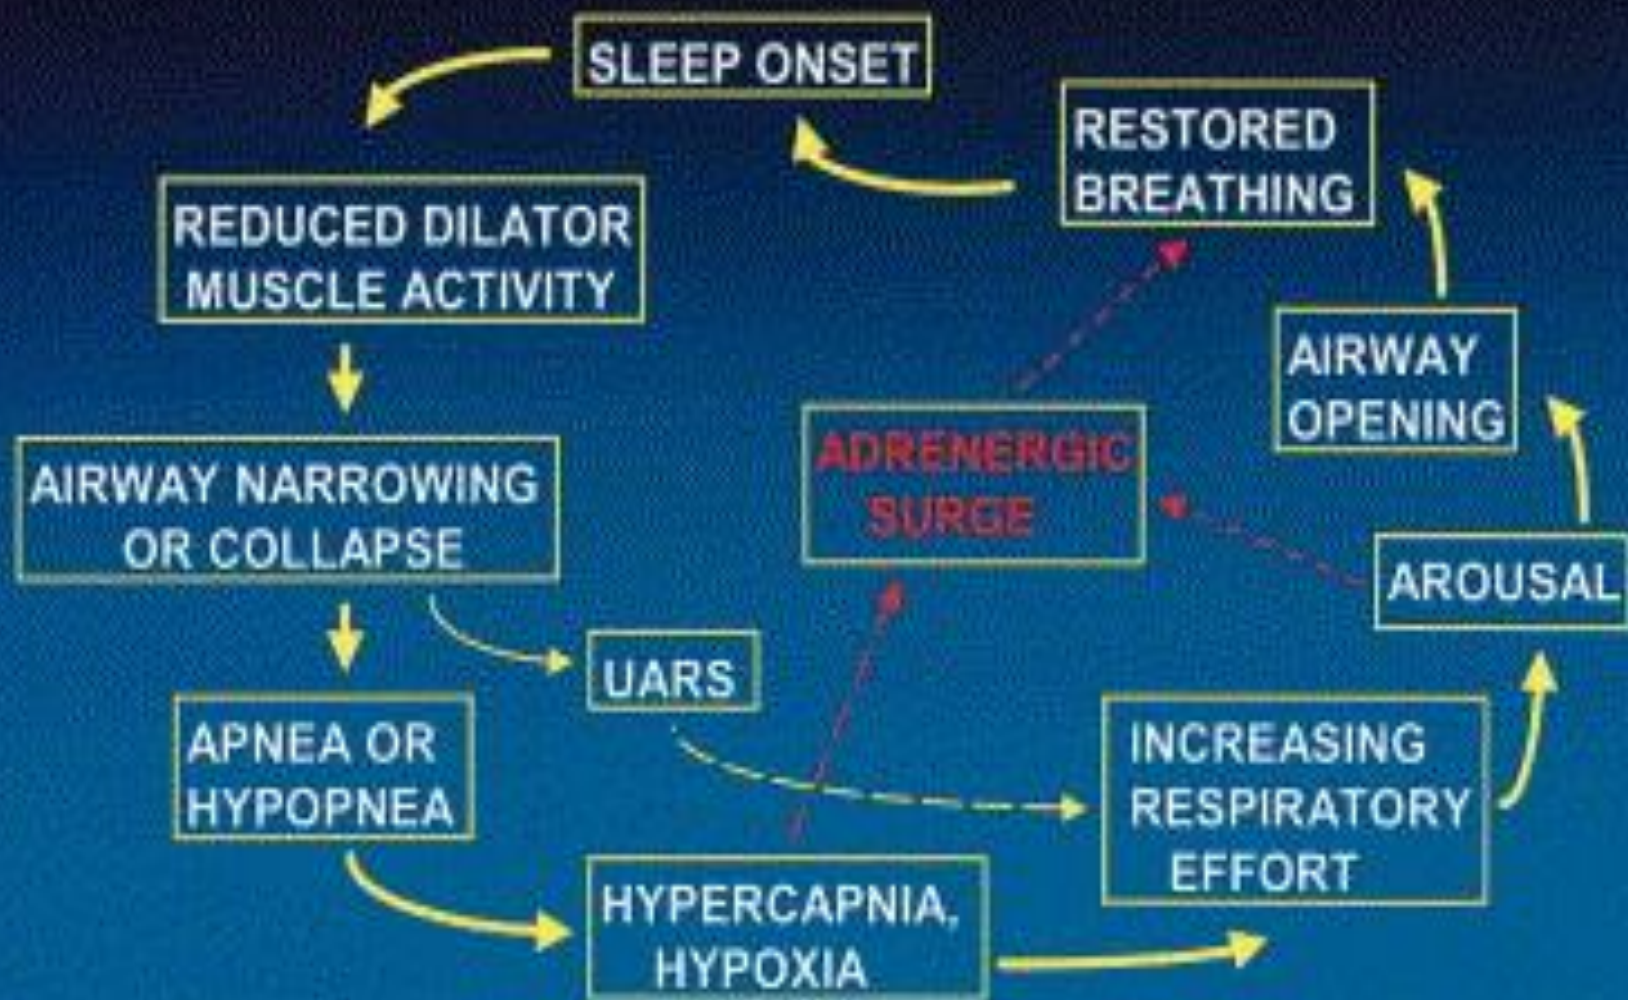 SLEEP ONSET
RESTORED
BREATHING
REDUCED DILATOR
MUSCLE ACTIVITY
AIRWAY
OPENING
ADRENERGIC
SURGE
AIRWAY NARROWING
OR COLLAPSE
AROUSAL
UARS
APNEA OR
HYPOPNEA
INCREASING
RESPIRATORY
EFFORT
HYPERCAPNIA,
HYPOXIA